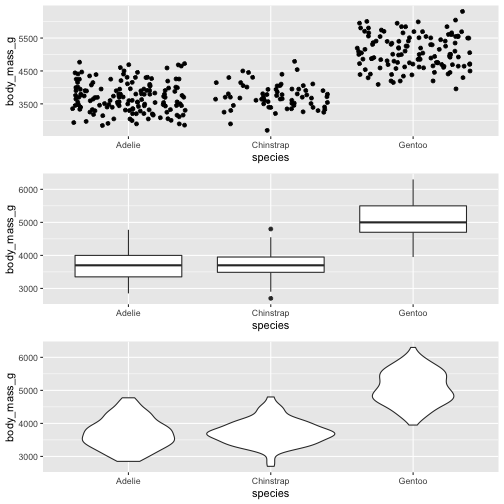 body_mass_g
5500
4500
3500
Adelie Chinstrap Gentoo
species
body_mass_g
6000
5000
4000
3000
Adelie Chinstrap Gentoo
species
body_mass_g
6000
5000
4000
3000
Adelie Chinstrap Gentoo
species